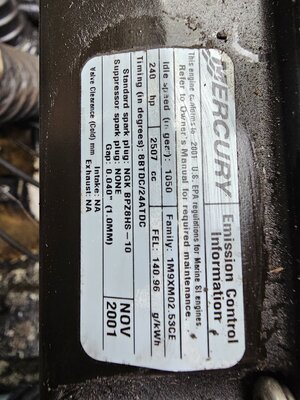 MERCURY Emission Control Information
This engine conforms to 2001 U.S. EPA regulations for Marine SI engines.
Refer to Owner's Manual for required maintenance.
Idle speed (in gear): 1050 Family: 1M9XM02.53CE
240 hp 2507 cc FEL: 140.96 g/kWh
Timing (in degrees): 8BTDC/24ATDC
Standard spark plug: NGK BPZ8HS-10
Suppressor spark plug: NONE
Gap: 0.040" (1.00MM)
Valve Clearance (Cold) mm
Intake: NA
Exhaust: NA
NOV
2001